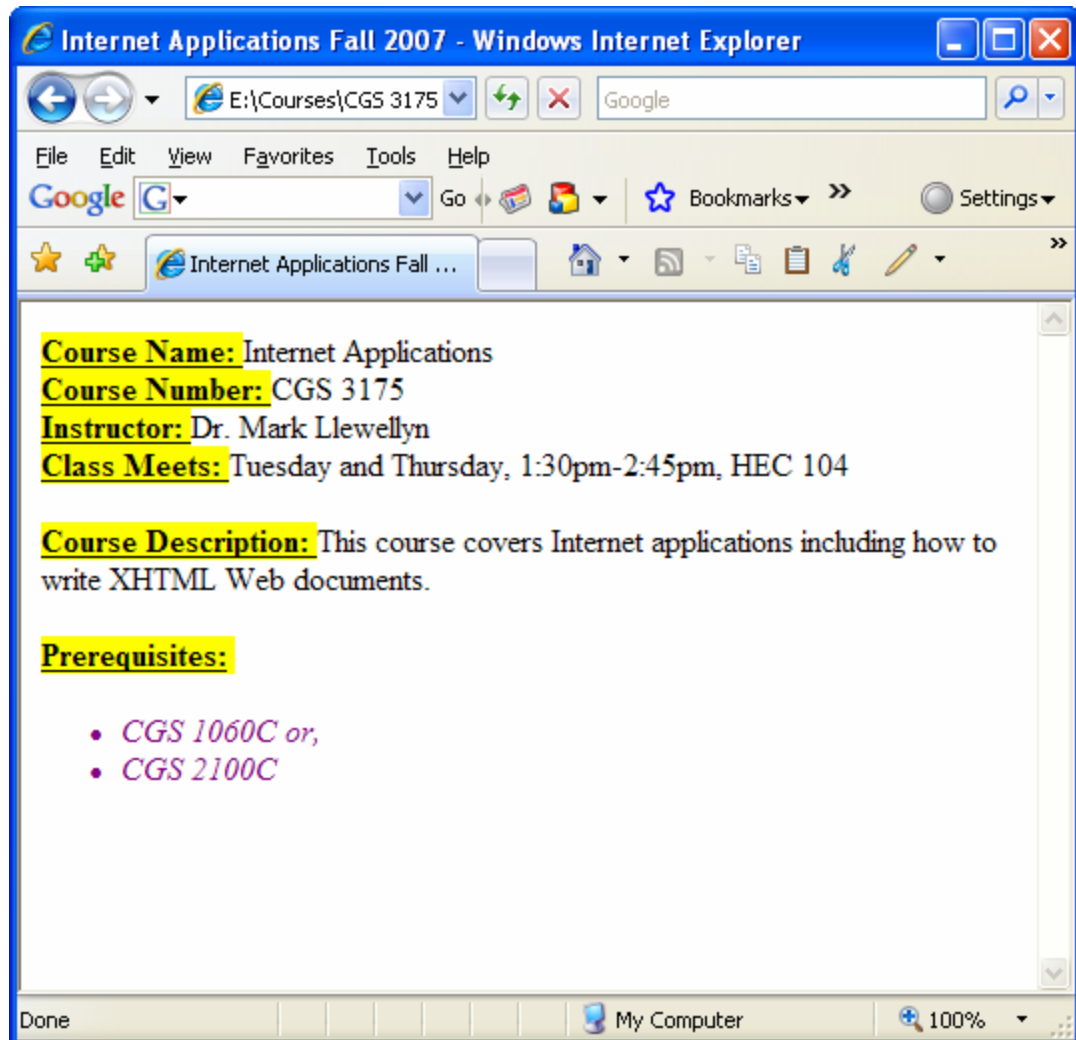 Internet Applications Fall 2007 - Windows Internet Explorer
E:\Courses\CGS 3175 Google
File Edit View Favorites Tools Help
Google G Go Bookmarks >> Settings
Internet Applications Fall ... >>
Course Name: Internet Applications
Course Number: CGS 3175
Instructor: Dr. Mark Llewellyn
Class Meets: Tuesday and Thursday, 1:30pm-2:45pm, HEC 104
Course Description: This course covers Internet applications including how to
write XHTML Web documents.
Prerequisites:
• CGS 1060C or,
• CGS 2100C
Done My Computer 100%